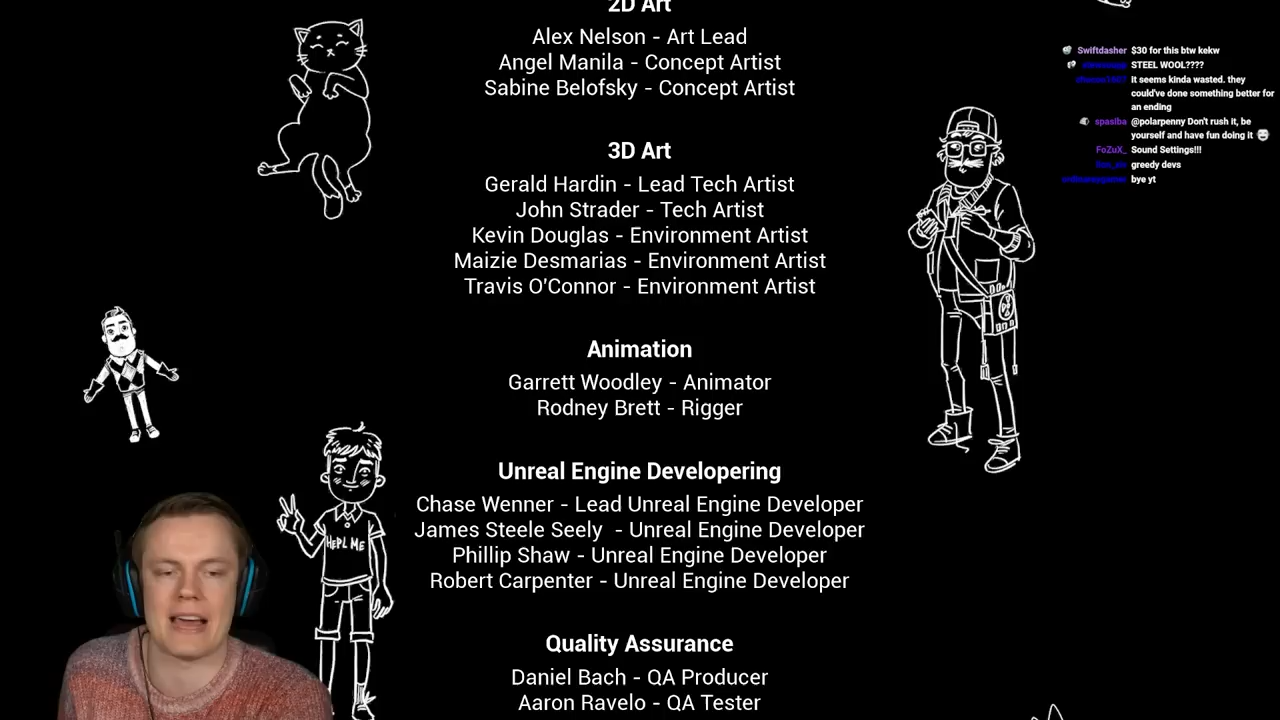 2D Art
Alex Nelson - Art Lead
Angel Manila - Concept Artist
Sabine Belofsky - Concept Artist
3D Art
Gerald Hardin - Lead Tech Artist
John Strader - Tech Artist
Kevin Douglas - Environment Artist
Maizie Desmarias - Environment Artist
Travis O'Connor - Environment Artist
Animation
Garrett Woodley - Animator
Rodney Brett - Rigger
Unreal Engine Developering
Chase Wenner - Lead Unreal Engine Developer
James Steele Seely - Unreal Engine Developer
Phillip Shaw - Unreal Engine Developer
Robert Carpenter - Unreal Engine Developer
Quality Assurance
Daniel Bach - QA Producer
Aaron Ravelo - QA Tester
HEPL ME
Swiftdasher $30 for this btw kekw
STEEL WOOL????
It seems kinda wasted. they
could've done something better for
an ending
spasiba @polarpenny Don't rush it, be
yourself and have fun doing it
FoZuX_ Sound Settings!!!
greedy devs
bye yt